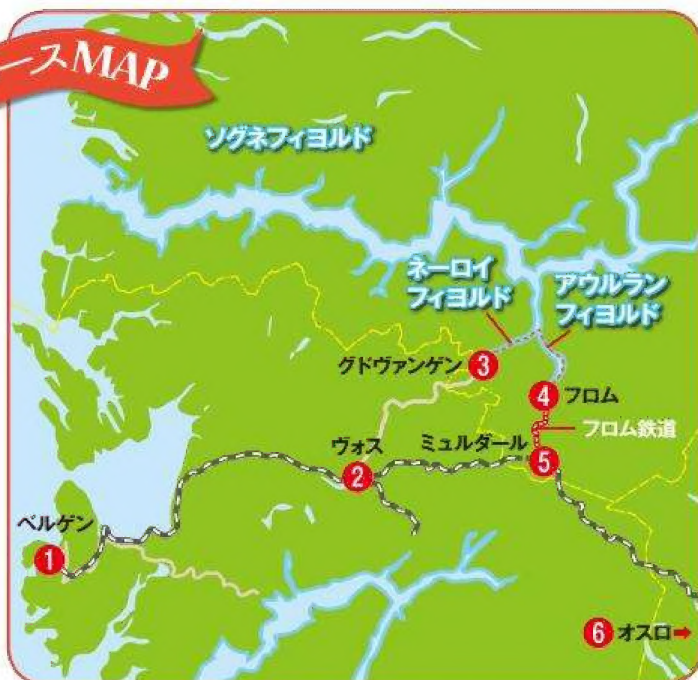 ースMAP
ソグネフィヨルド
ネーロイ
フィヨルド
アウルラン
フィヨルド
グドヴァンゲン 3
4 フロム
フロム鉄道
ヴォス
2
ミュルダール
5
ベルゲン
1
6 オスロ➡